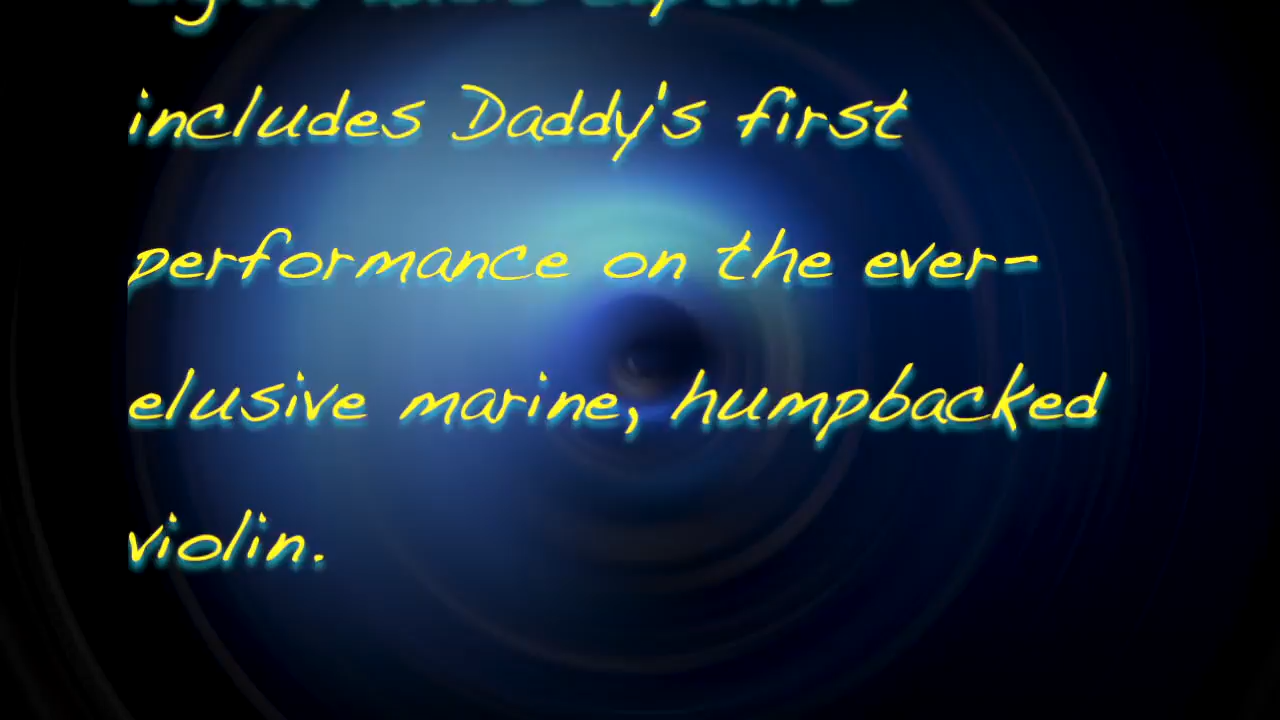 includes Daddy's first
performance on the ever-
elusive marine, humpbacked
violin.